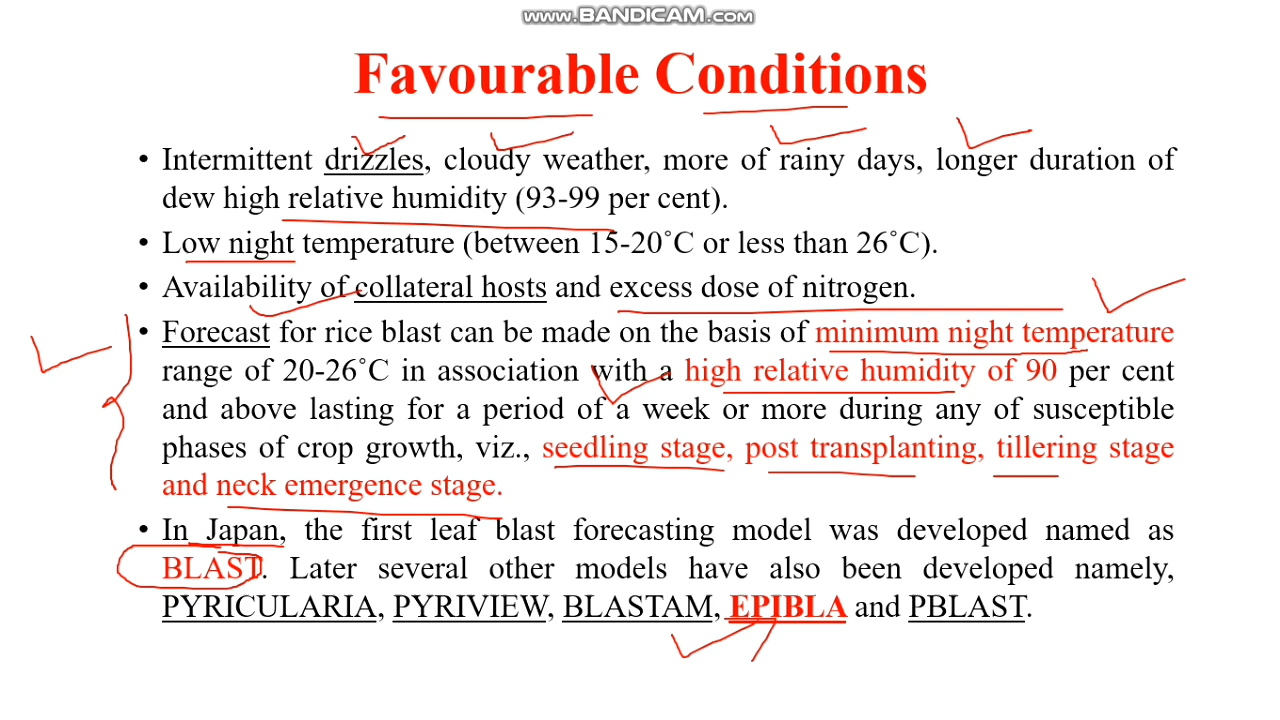 www.BANDICAM.com
Favourable Conditions
• Intermittent drizzles, cloudy weather, more of rainy days, longer duration of
dew high relative humidity (93-99 per cent).
• Low night temperature (between 15-20˚C or less than 26˚C).
• Availability of collateral hosts and excess dose of nitrogen.
• Forecast for rice blast can be made on the basis of minimum night temperature
range of 20-26˚C in association with a high relative humidity of 90 per cent
and above lasting for a period of a week or more during any of susceptible
phases of crop growth, viz., seedling stage, post transplanting, tillering stage
and neck emergence stage.
• In Japan, the first leaf blast forecasting model was developed named as
BLAST. Later several other models have also been developed namely,
PYRICULARIA, PYRIVIEW, BLASTAM, EPIBLA and PBLAST.